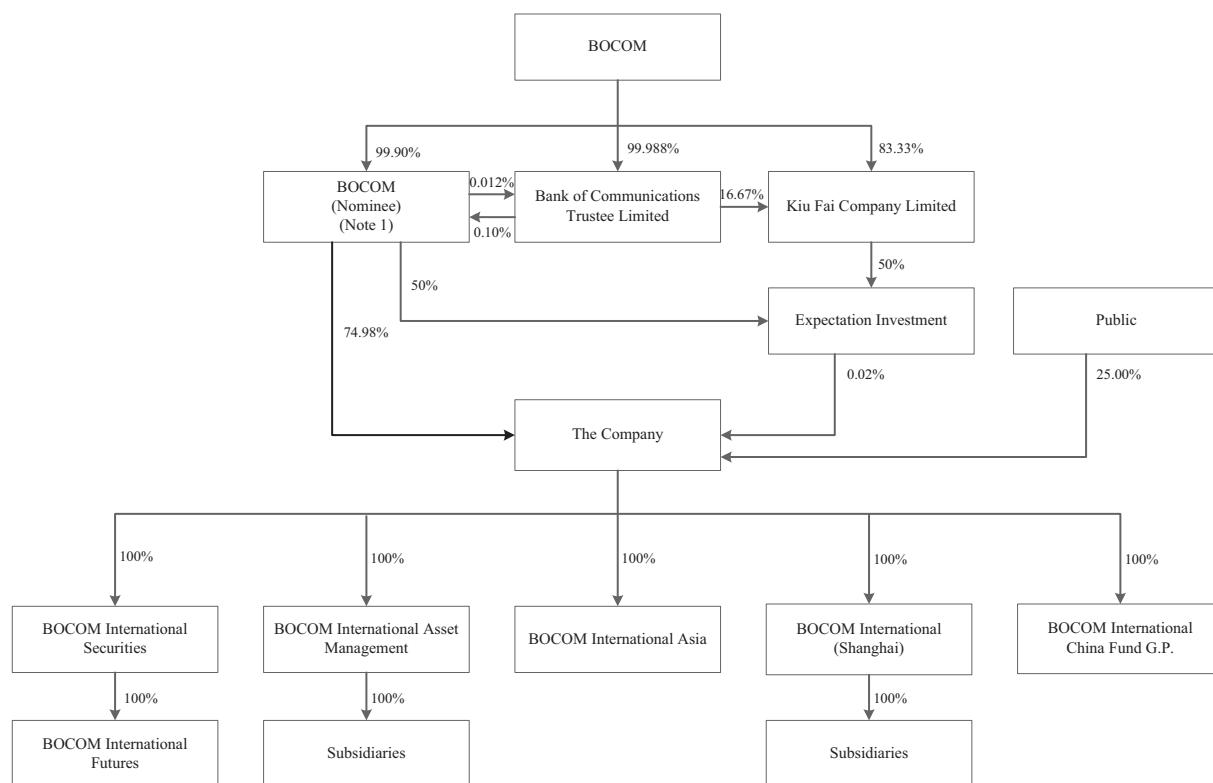 BOCOM
99.90%
99.988%
83.33%
BOCOM
(Nominee)
(Note 1)
0.012%
0.10%
Bank of Communications
Trustee Limited
16.67%
Kiu Fai Company Limited
50%
50%
74.98%
Expectation Investment
Public
0.02%
25.00%
The Company
100%
100%
100%
100%
100%
BOCOM International
Securities
BOCOM International Asset
Management
BOCOM International Asia
BOCOM International
(Shanghai)
BOCOM International
China Fund G.P.
100%
100%
100%
BOCOM International
Futures
Subsidiaries
Subsidiaries